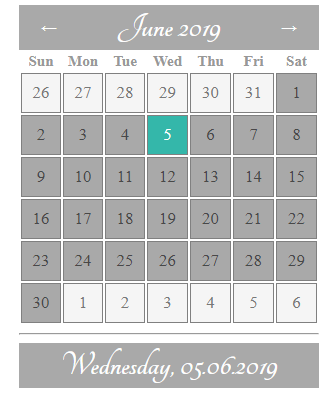 ← June 2019 →
Sun Mon Tue Wed Thu Fri Sat
26 27 28 29 30 31 1
2 3 4 5 6 7 8
9 10 11 12 13 14 15
16 17 18 19 20 21 22
23 24 25 26 27 28 29
30 1 2 3 4 5 6
Wednesday, 05.06.2019